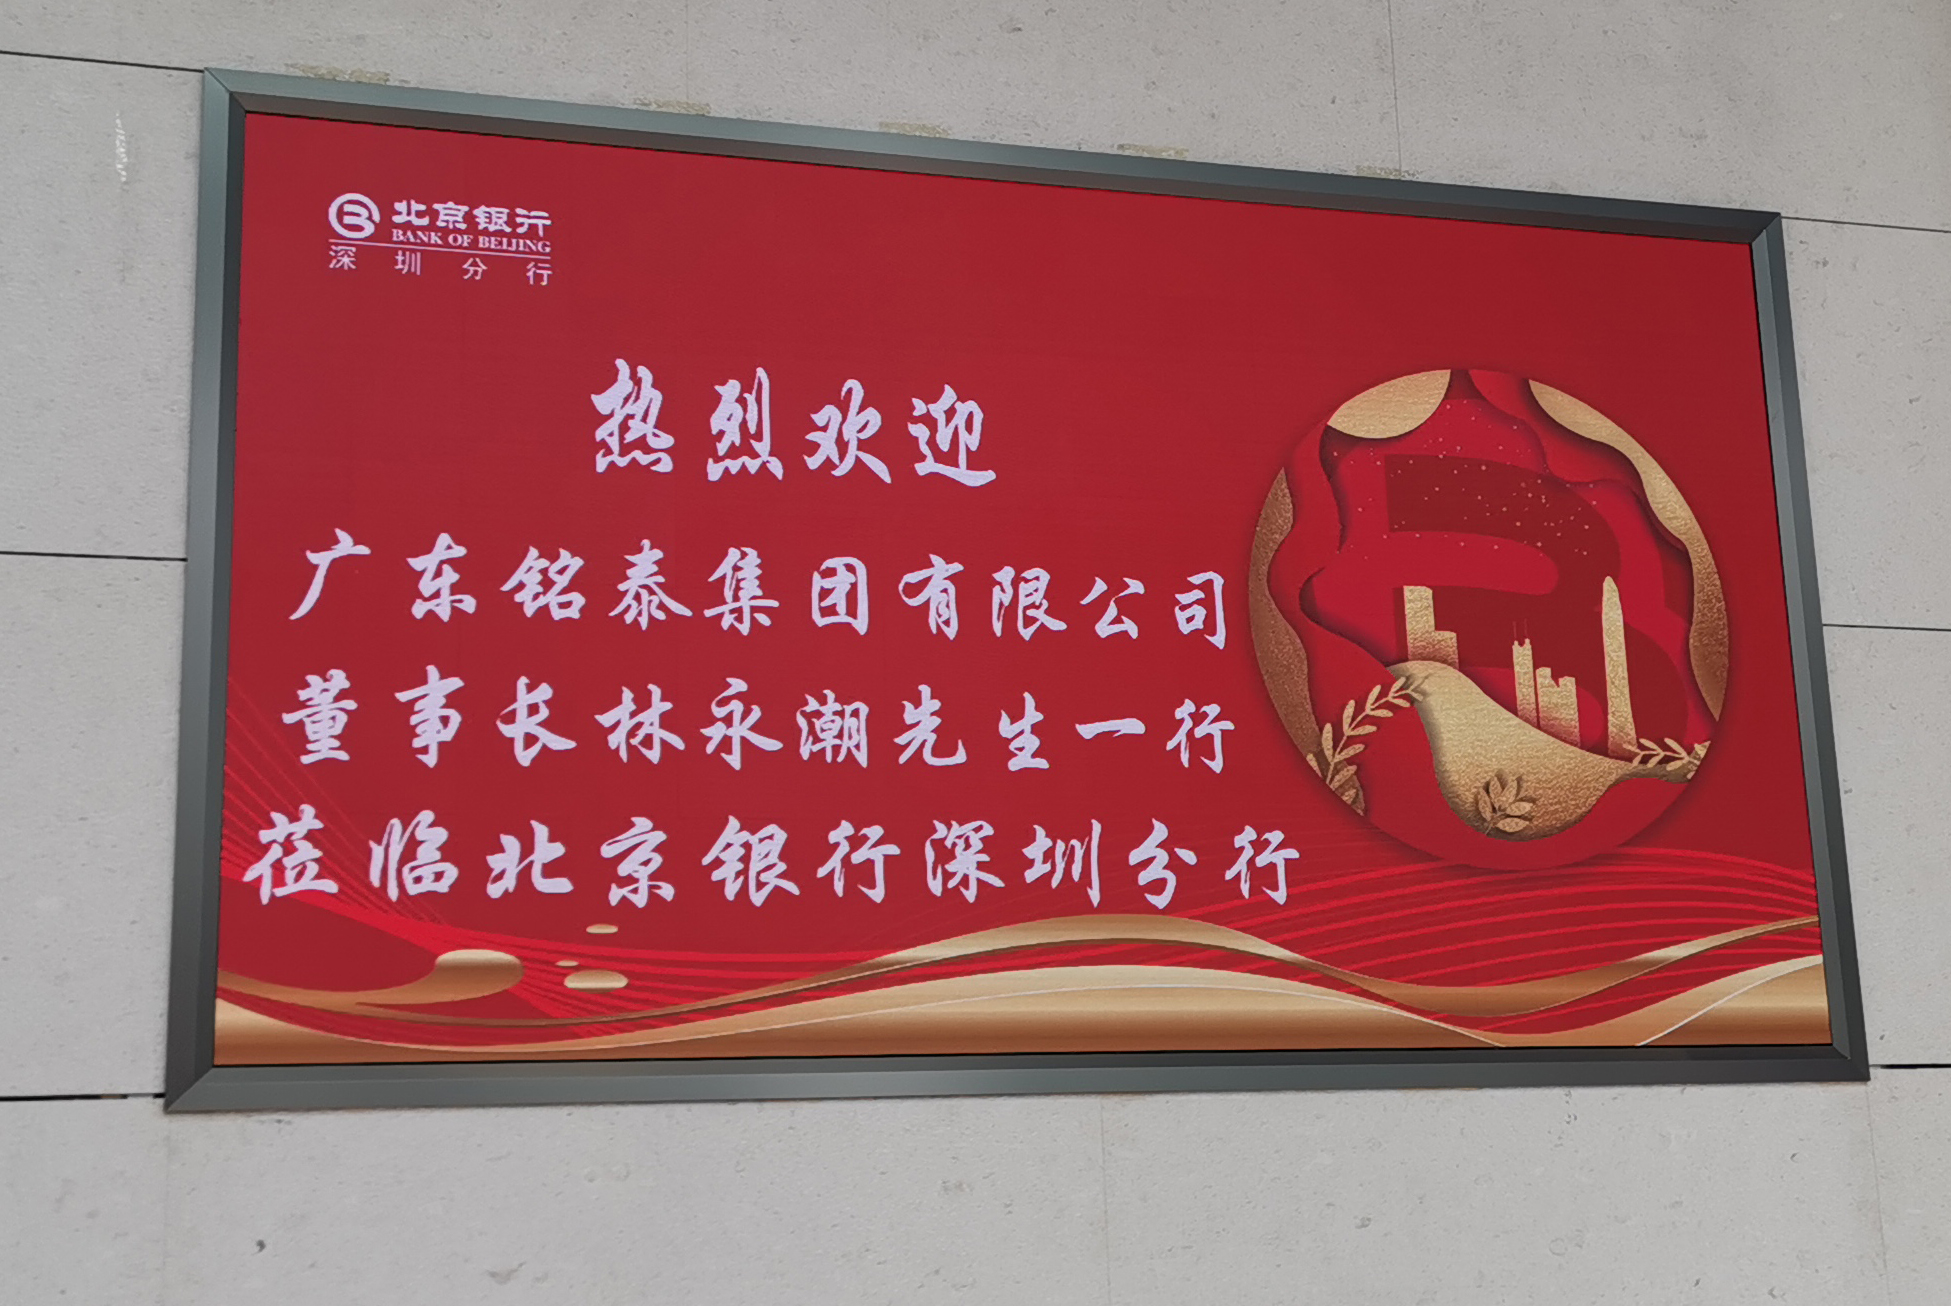 北京银行
BANK OF BEIJING
深圳分行
热烈欢迎
广东铭泰集团有限公司
董事长林永潮先生一行
莅临北京银行深圳分行